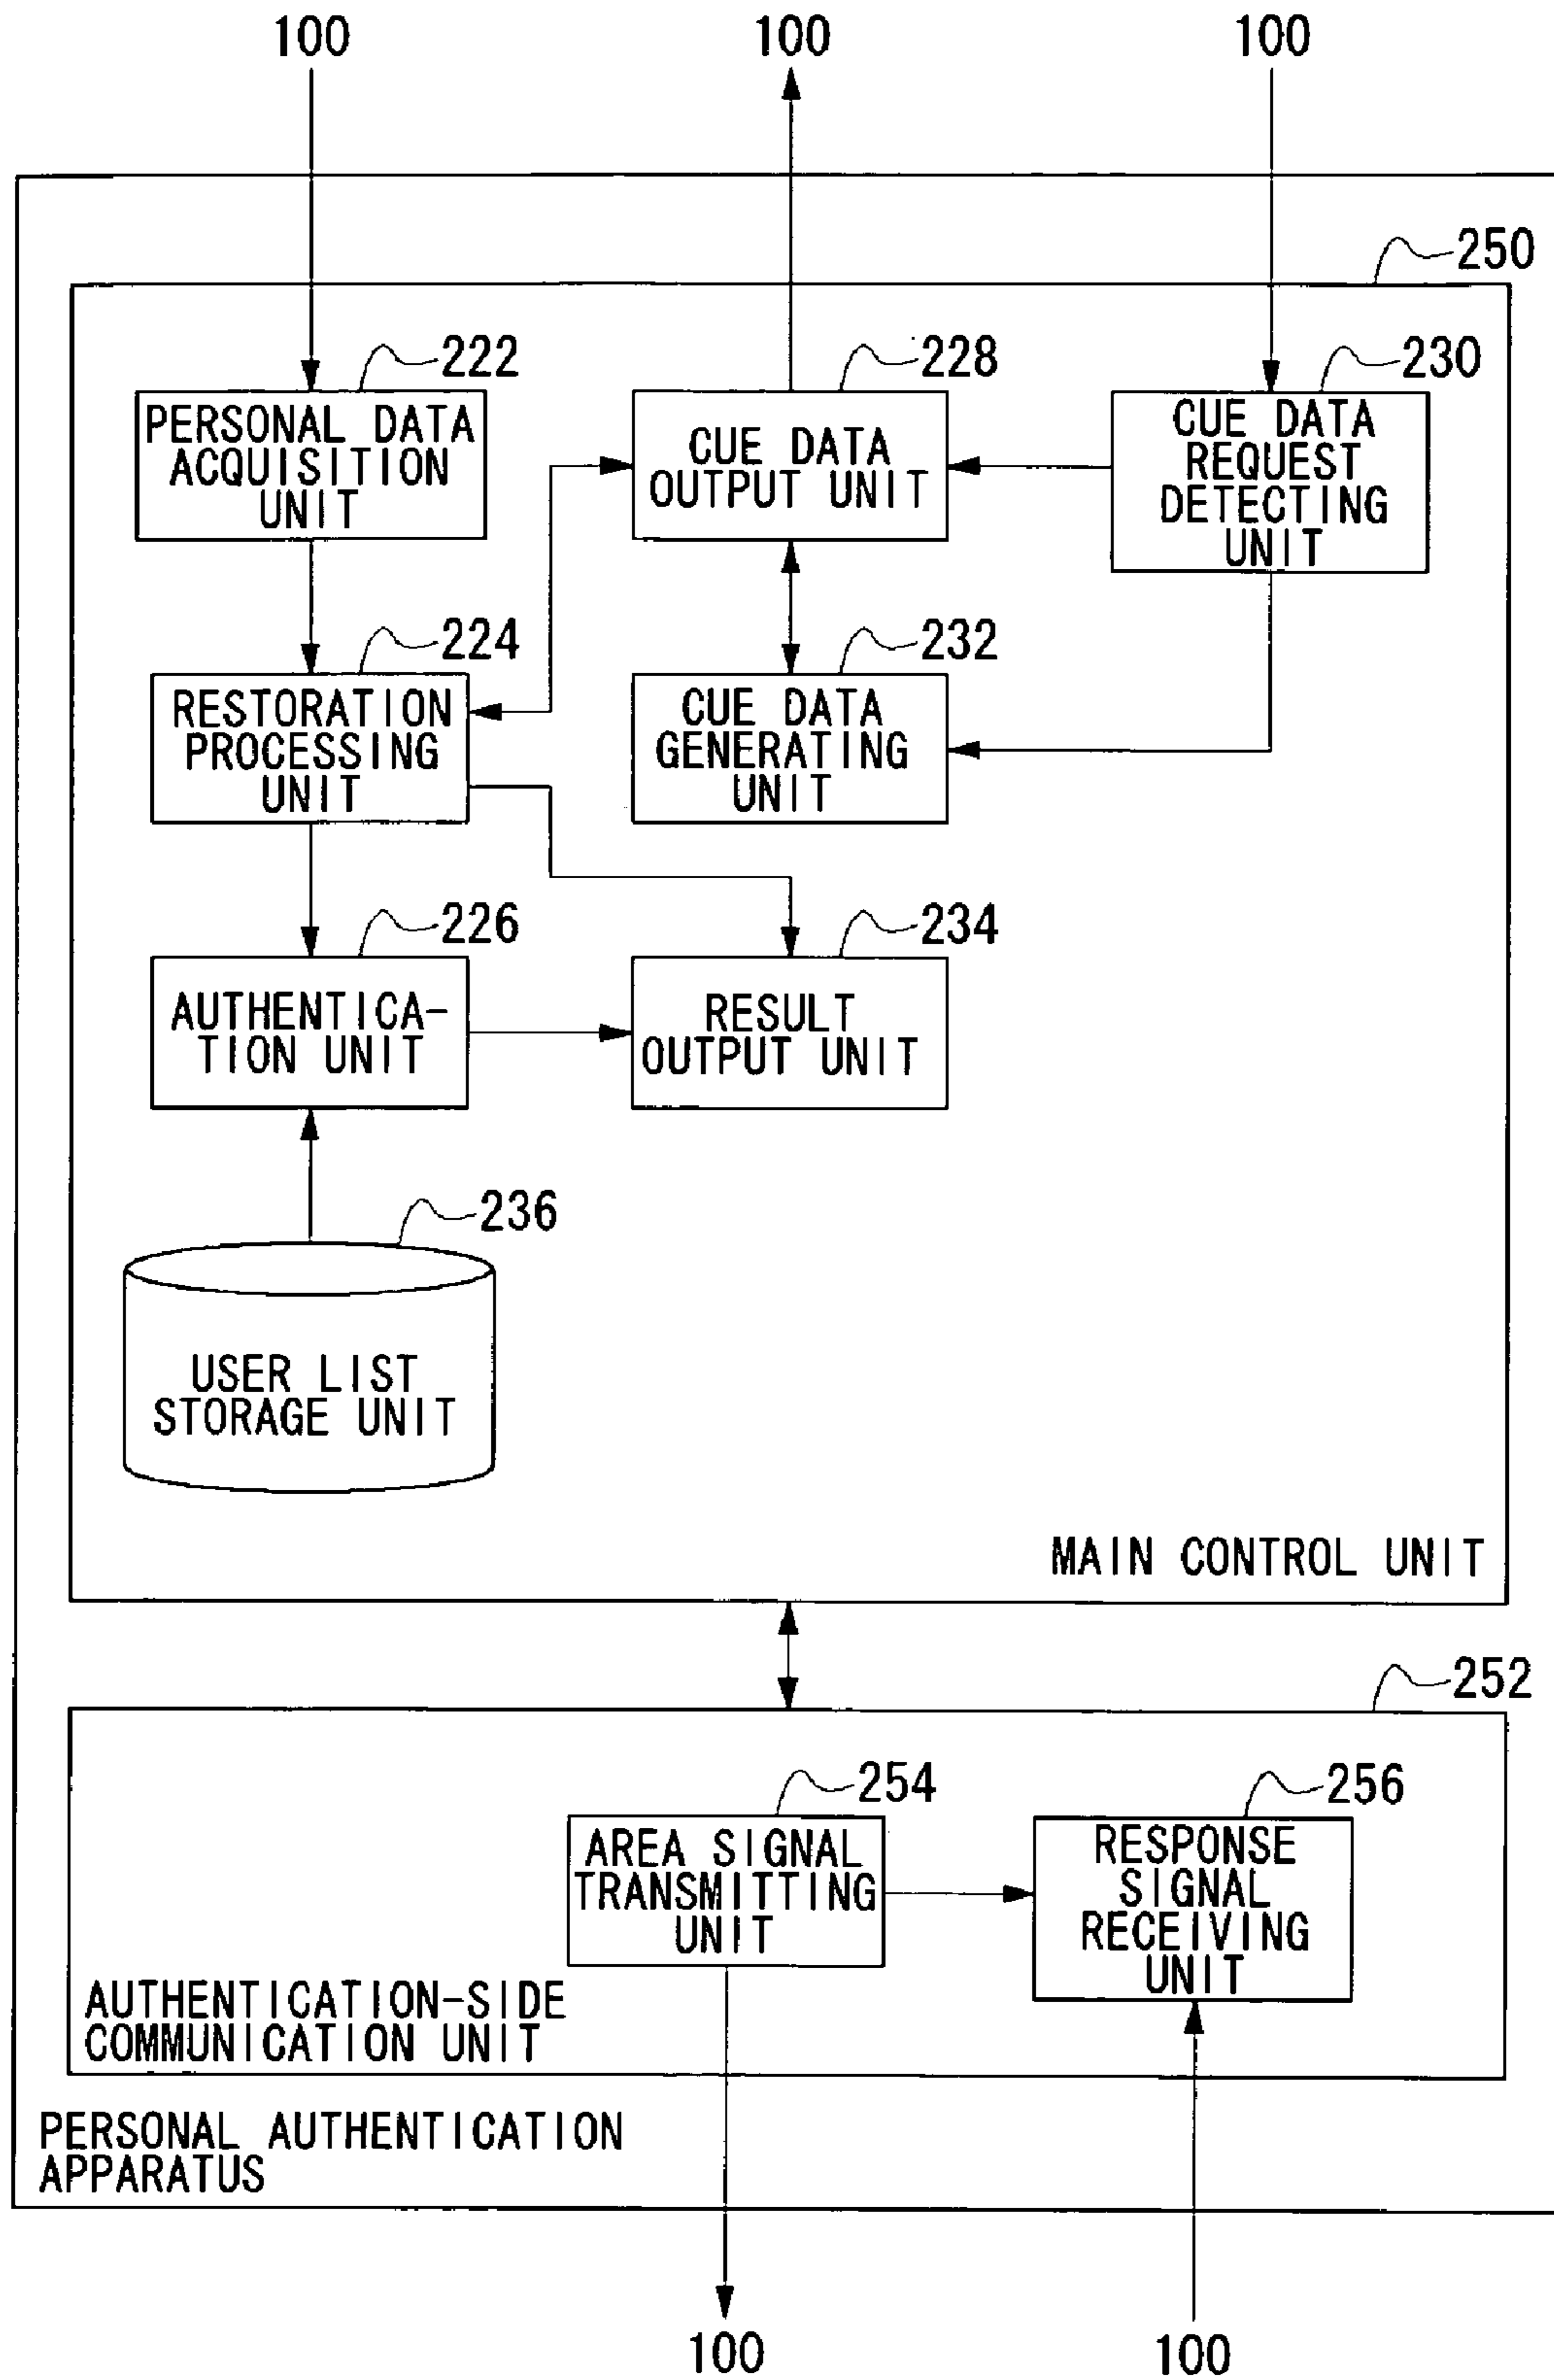 100
100
100
250
222
228
230
PERSONAL DATA
ACQUISITION
UNIT
CUE DATA
OUTPUT UNIT
CUE DATA
REQUEST
DETECTING
UNIT
224
232
RESTORATION
PROCESSING
UNIT
CUE DATA
GENERATING
UNIT
226
234
AUTHENTICA-
TION UNIT
RESULT
OUTPUT UNIT
236
USER LIST
STORAGE UNIT
MAIN CONTROL UNIT
252
254
256
AREA SIGNAL
TRANSMITTING
UNIT
RESPONSE
SIGNAL
RECEIVING
UNIT
AUTHENTICATION-SIDE
COMMUNICATION UNIT
PERSONAL AUTHENTICATION
APPARATUS
100
100